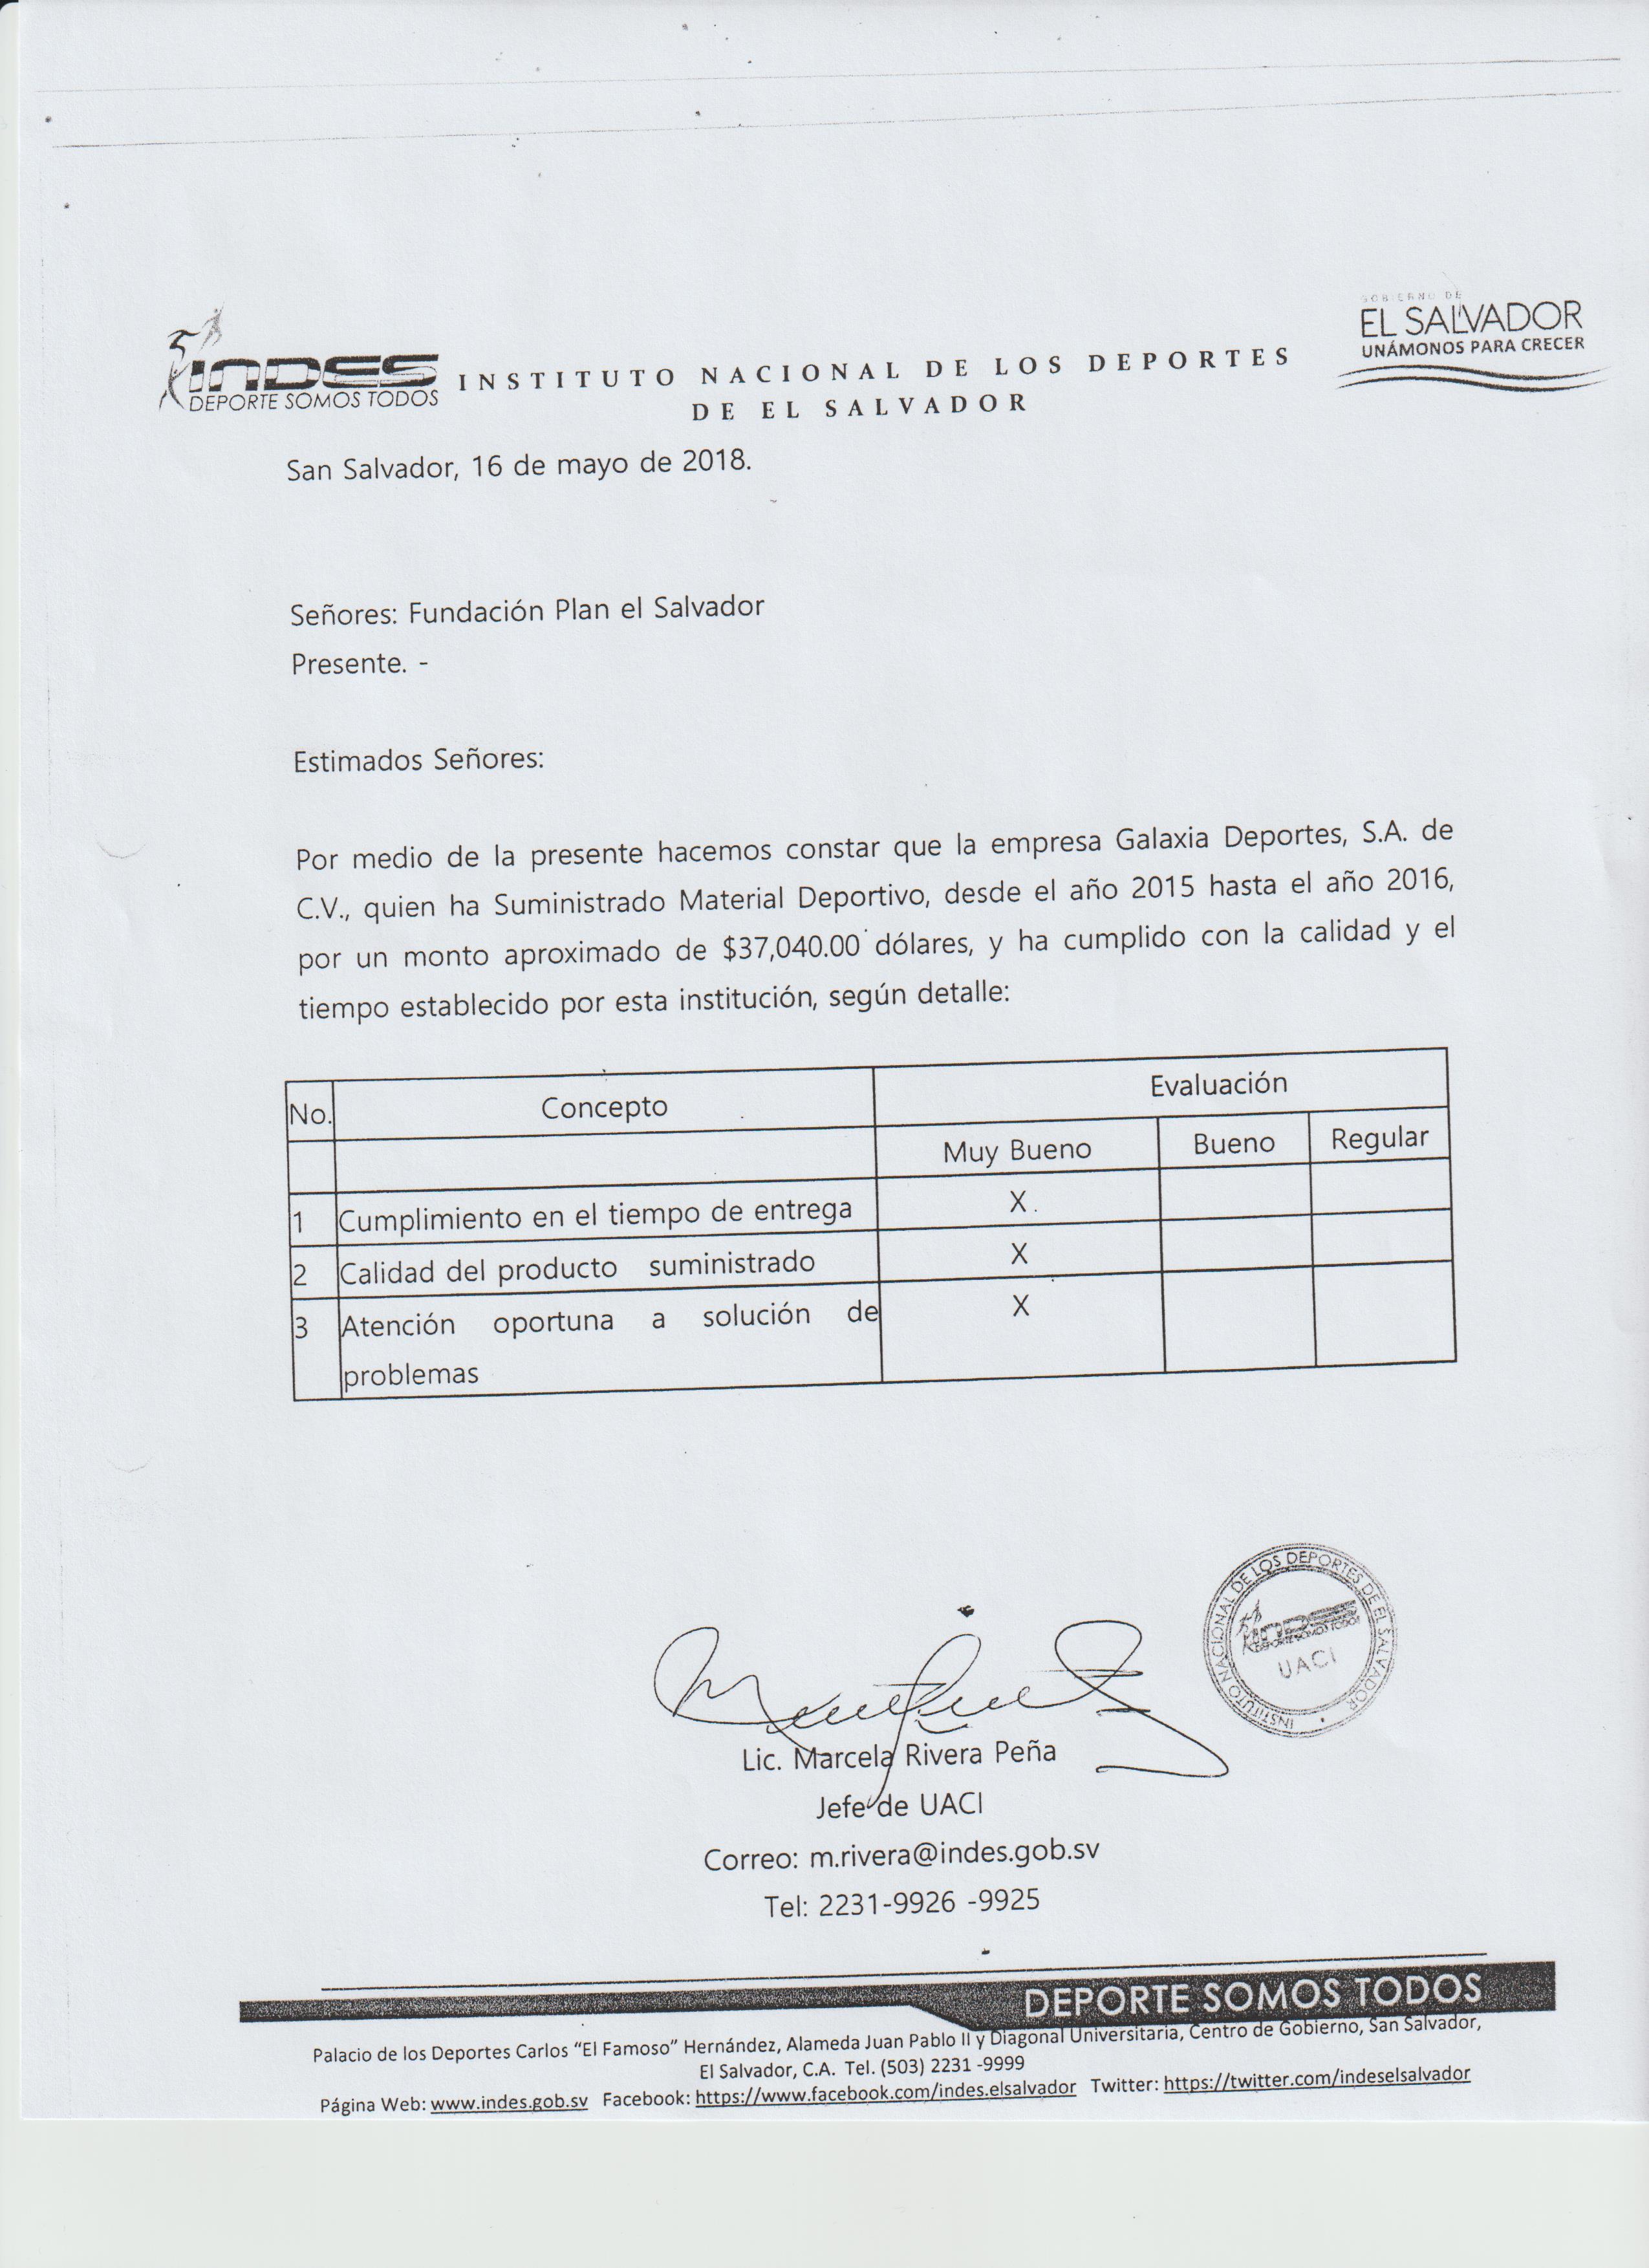 GOBIERNO DE
EL SALVADOR
UNÁMONOS PARA CRECER
INDES
DEPORTE SOMOS TODOS
INSTITUTO NACIONAL DE LOS DEPORTES
DE EL SALVADOR
San Salvador, 16 de mayo de 2018.
Señores: Fundación Plan el Salvador
Presente. -
Estimados Señores:
Por medio de la presente hacemos constar que la empresa Galaxia Deportes, S.A. de
C.V., quien ha Suministrado Material Deportivo, desde el año 2015 hasta el año 2016,
por un monto aproximado de $37,040.00 dólares, y ha cumplido con la calidad y el
tiempo establecido por esta institución, según detalle:
No. Concepto Evaluación
Muy Bueno Bueno Regular
1 Cumplimiento en el tiempo de entrega X
2 Calidad del producto suministrado X
3 Atención oportuna a solución de X
problemas
INSTITUTO NACIONAL DE LOS DEPORTES DE EL SALVADOR
INDES
DEPORTE SOMOS TODOS
UACI
Lic. Marcela Rivera Peña
Jefe de UACI
Correo: m.rivera@indes.gob.sv
Tel: 2231-9926 -9925
DEPORTE SOMOS TODOS
Palacio de los Deportes Carlos “El Famoso” Hernández, Alameda Juan Pablo II y Diagonal Universitaria, Centro de Gobierno, San Salvador,
El Salvador, C.A. Tel. (503) 2231 -9999
Página Web: www.indes.gob.sv Facebook: https://www.facebook.com/indes.elsalvador Twitter: https://twitter.com/indeselsalvador